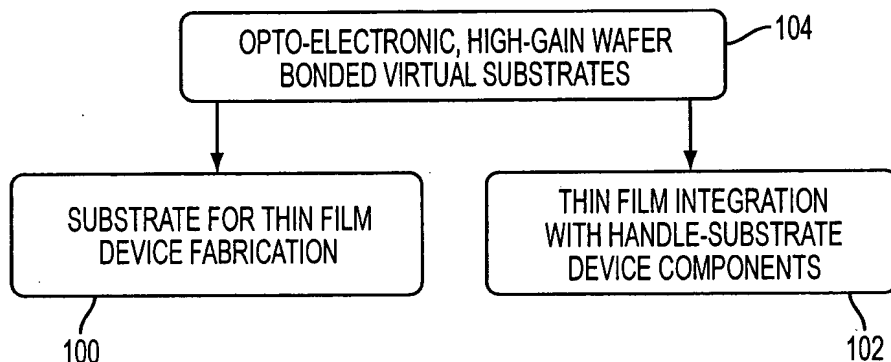 OPTO-ELECTRONIC, HIGH-GAIN WAFER
BONDED VIRTUAL SUBSTRATES
104
SUBSTRATE FOR THIN FILM
DEVICE FABRICATION
100
THIN FILM INTEGRATION
WITH HANDLE-SUBSTRATE
DEVICE COMPONENTS
102